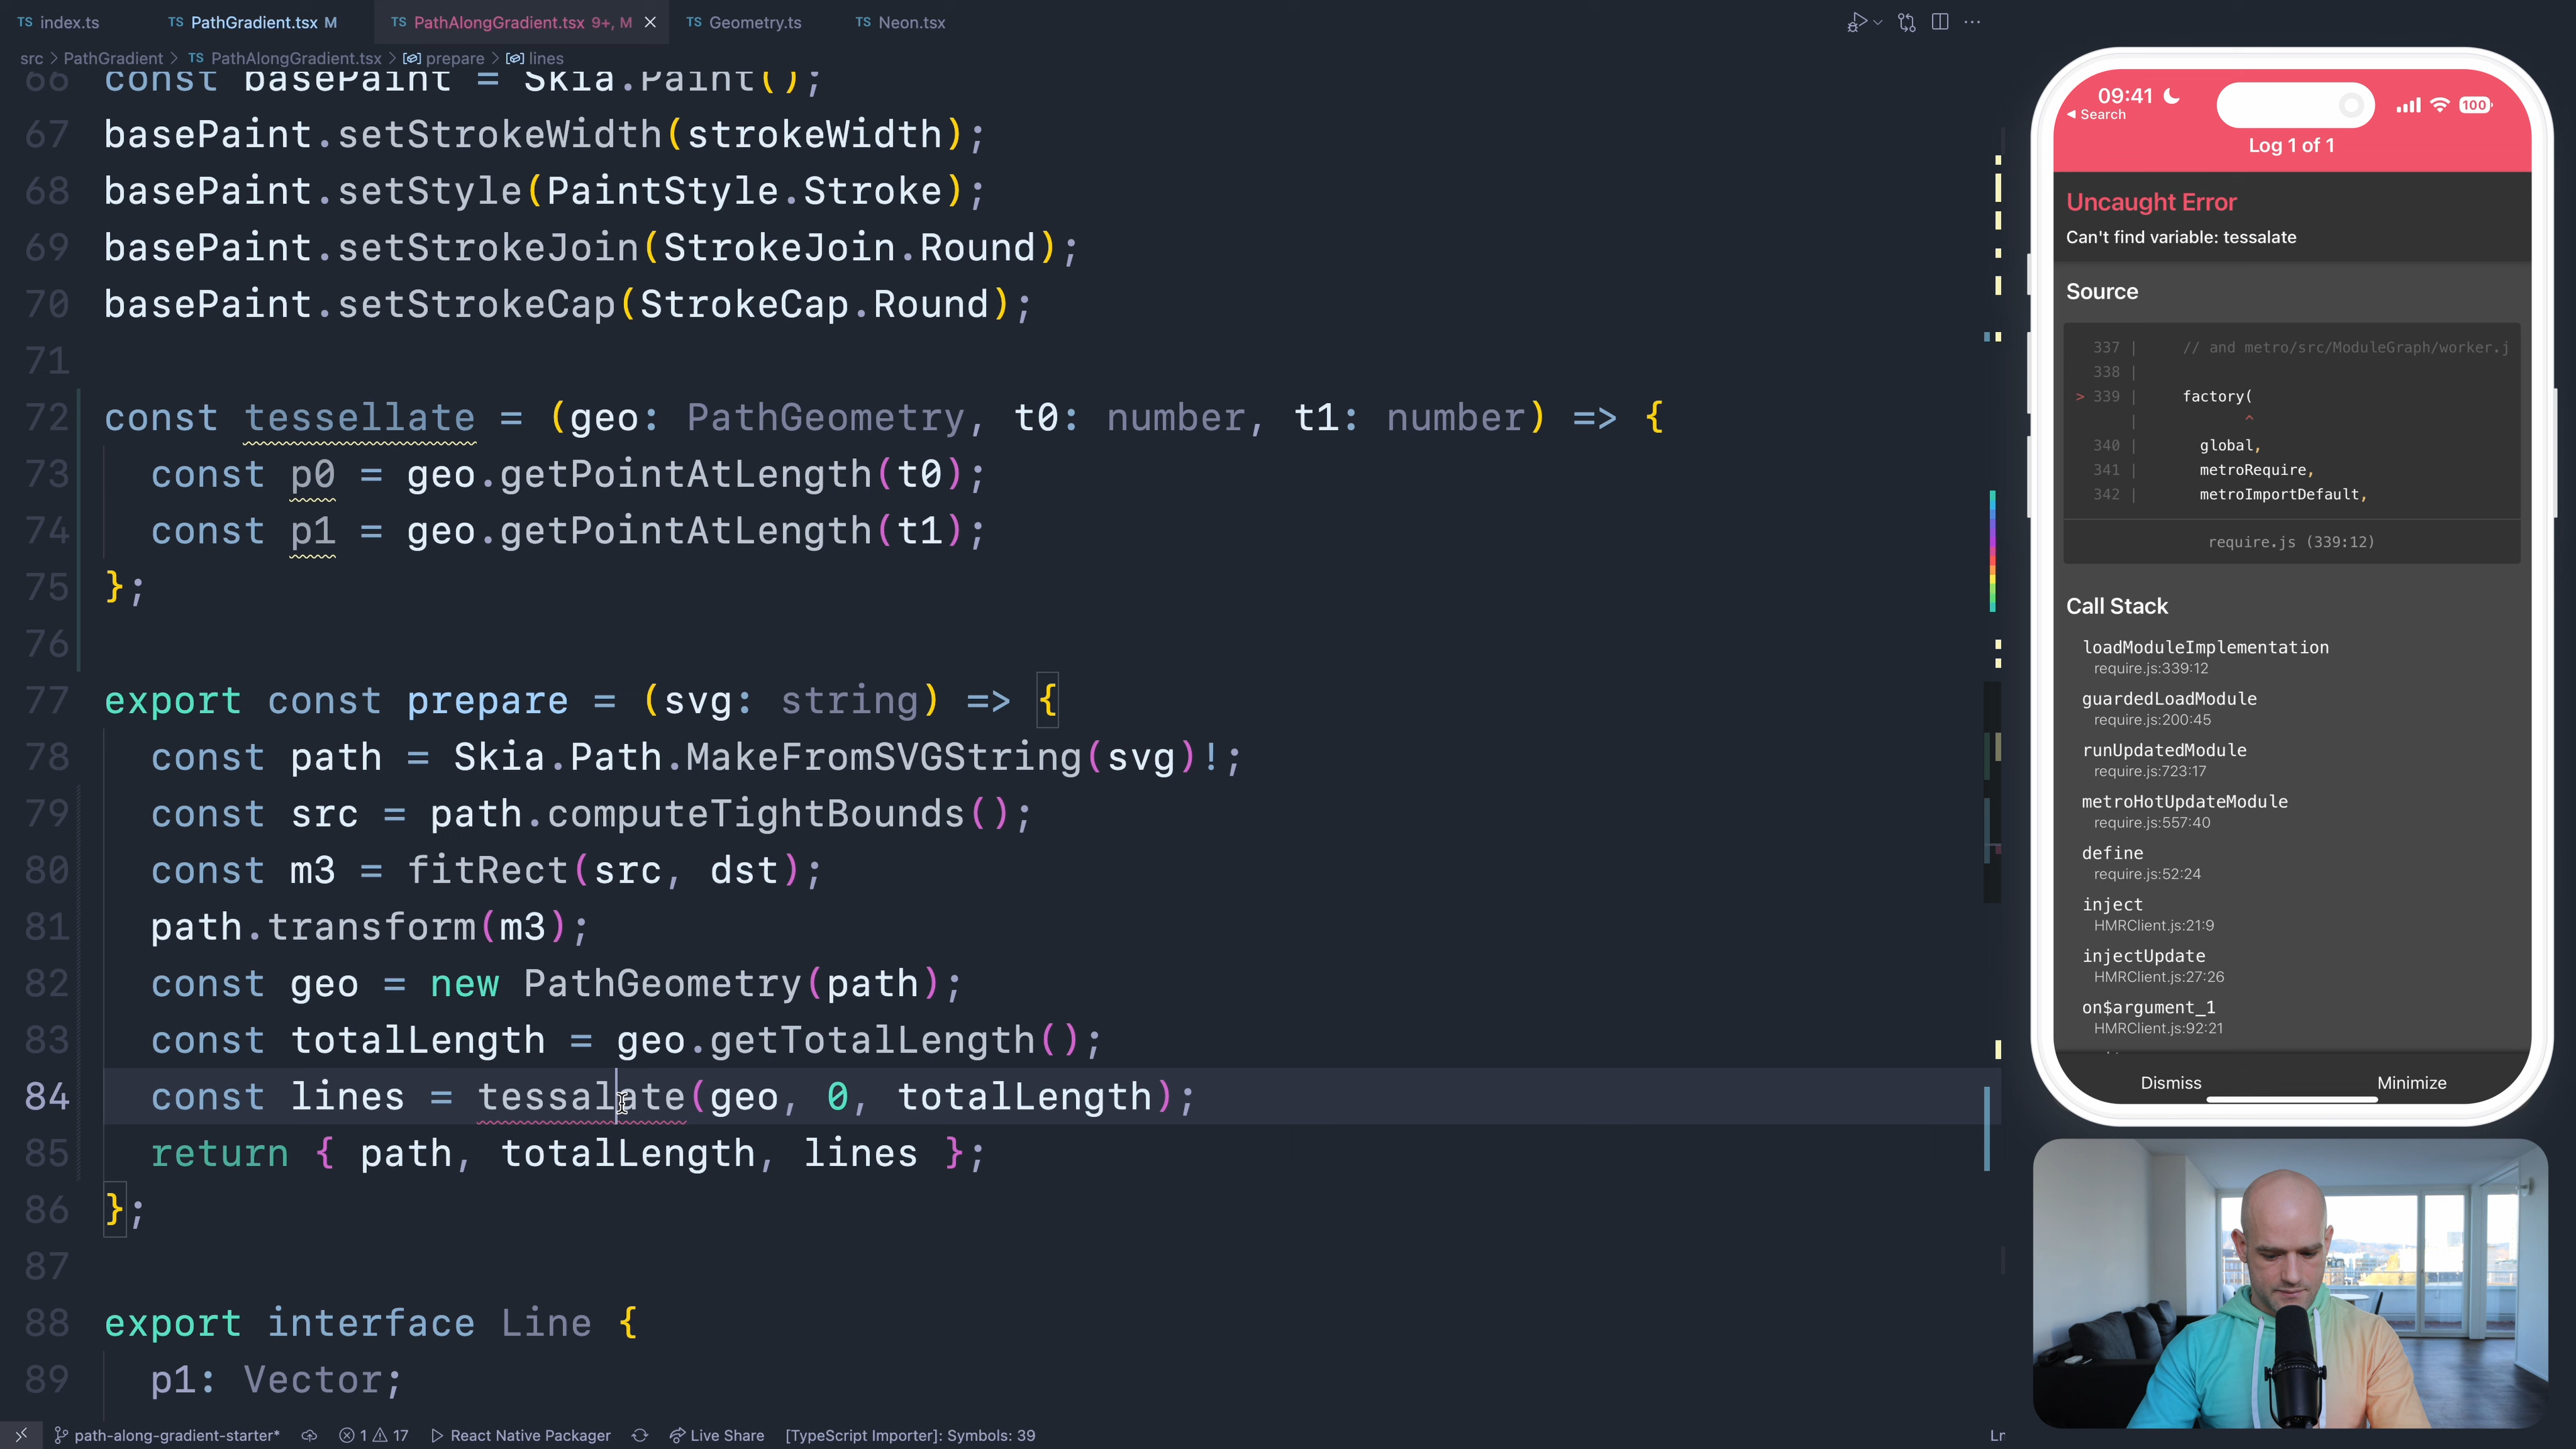 TS index.ts
TS PathGradient.tsx M
TS PathAlongGradient.tsx 9+, M
TS Geometry.ts
TS Neon.tsx
src > PathGradient > TS PathAlongGradient.tsx > prepare > lines
66 const basePaint = Skia.Paint();
67 basePaint.setStrokeWidth(strokeWidth);
68 basePaint.setStyle(PaintStyle.Stroke);
69 basePaint.setStrokeJoin(StrokeJoin.Round);
70 basePaint.setStrokeCap(StrokeCap.Round);
71
72 const tessellate = (geo: PathGeometry, t0: number, t1: number) => {
73 const p0 = geo.getPointAtLength(t0);
74 const p1 = geo.getPointAtLength(t1);
75 };
76
77 export const prepare = (svg: string) => {
78 const path = Skia.Path.MakeFromSVGString(svg)!;
79 const src = path.computeTightBounds();
80 const m3 = fitRect(src, dst);
81 path.transform(m3);
82 const geo = new PathGeometry(path);
83 const totalLength = geo.getTotalLength();
84 const lines = tessalate(geo, 0, totalLength);
85 return { path, totalLength, lines };
86 };
87
88 export interface Line {
89 p1: Vector;
path-along-gradient-starter* 1 17 React Native Packager Live Share [TypeScript Importer]: Symbols: 39 Ln
09:41 100
Search
Log 1 of 1
Uncaught Error
Can't find variable: tessalate
Source
337 | // and metro/src/ModuleGraph/worker.j
338 |
> 339 | factory(
| ^
340 | global,
341 | metroRequire,
342 | metroImportDefault,
require.js (339:12)
Call Stack
loadModuleImplementation
require.js:339:12
guardedLoadModule
require.js:200:45
runUpdatedModule
require.js:723:17
metroHotUpdateModule
require.js:557:40
define
require.js:52:24
inject
HMRClient.js:21:9
injectUpdate
HMRClient.js:27:26
on$argument_1
HMRClient.js:92:21
Dismiss Minimize